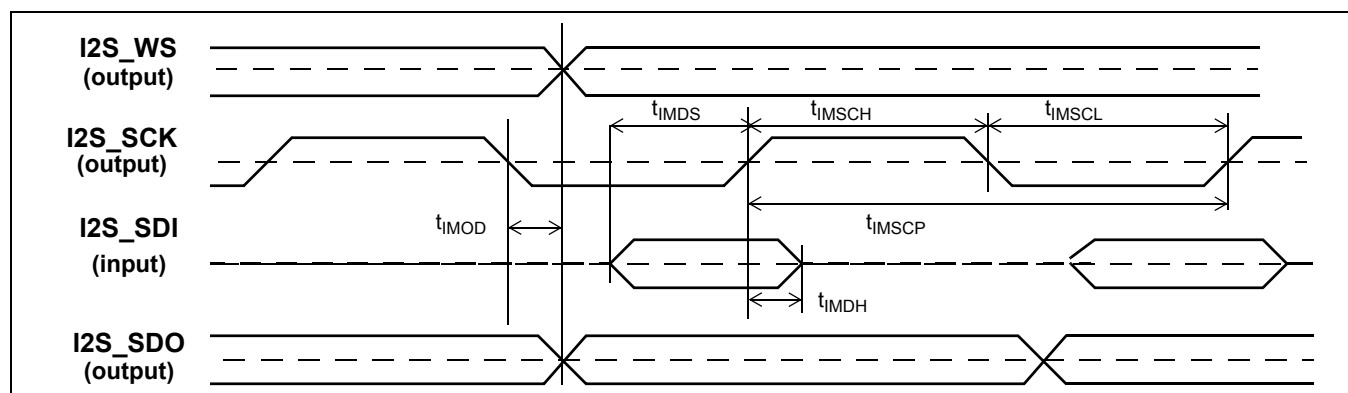 I2S_WS
(output)
tIMDS
tIMSCH
tIMSCL
I2S_SCK
(output)
I2S_SDI
(input)
tIMOD
tIMSCP
tIMDH
I2S_SDO
(output)